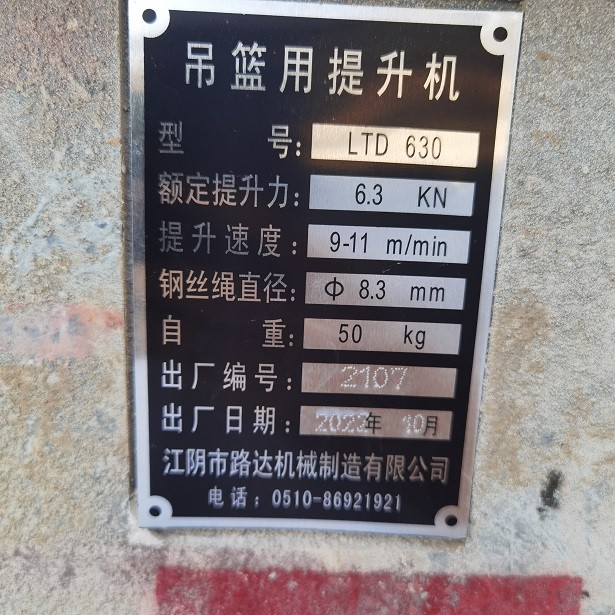 吊篮用提升机
型号: LTD 630
额定提升力: 6.3 KN
提升速度: 9-11 m/min
钢丝绳直径: Φ 8.3 mm
自重: 50 kg
出厂编号: 2107
出厂日期: 2022年 10月
江阴市路达机械制造有限公司
电话: 0510-86921921